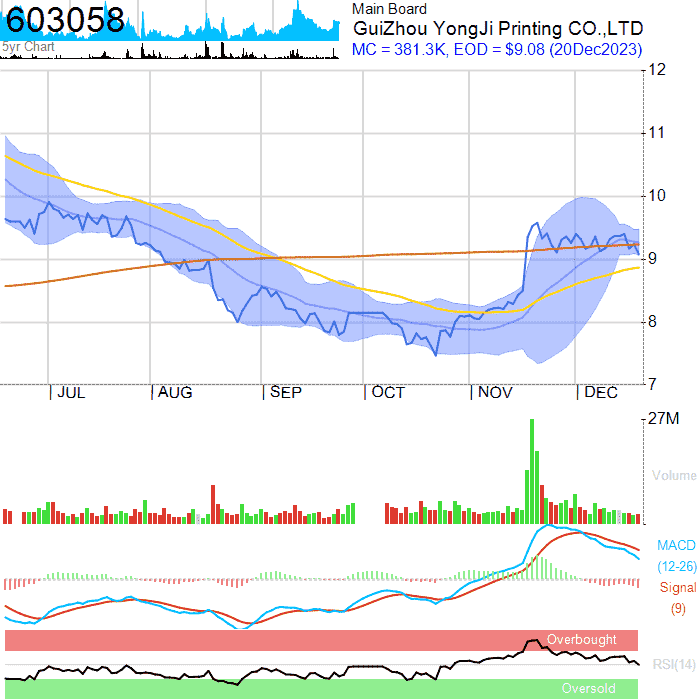 603058
5yr Chart
Main Board
GuiZhou YongJi Printing CO.,LTD
MC = 381.3K, EOD = $9.08 (20Dec2023)
12
11
10
9
8
7
JUL AUG SEP OCT NOV DEC
27M
Volume
MACD
(12-26)
Signal
(9)
Overbought
RSI(14)
Oversold